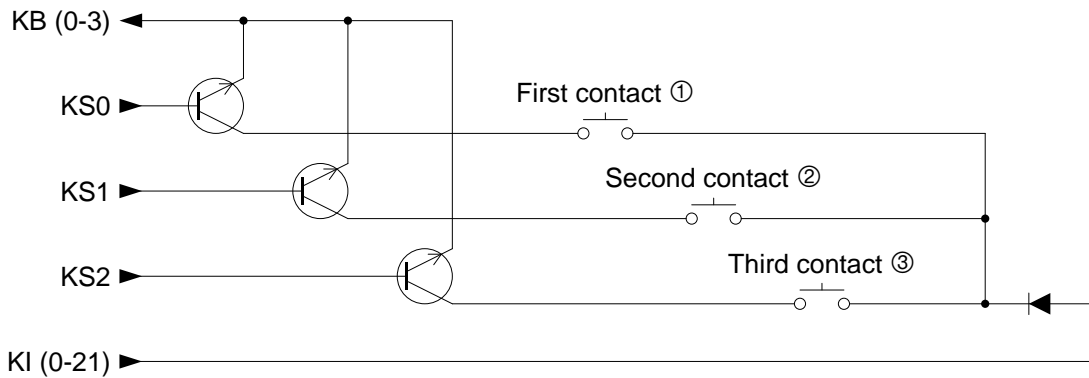 KB (0-3)
First contact ①
KS0
Second contact ②
KS1
Third contact ③
KS2
KI (0-21)